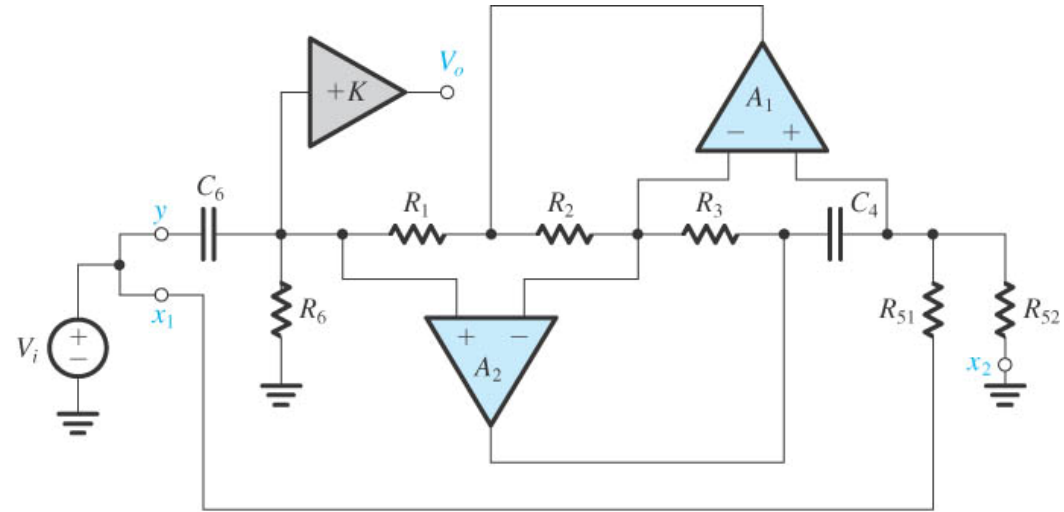 +K
V_o
A_1
− +
C_6
R_1
R_2
R_3
C_4
y
x_1
R_6
+ −
A_2
R_51
R_52
V_i
+
−
x_2